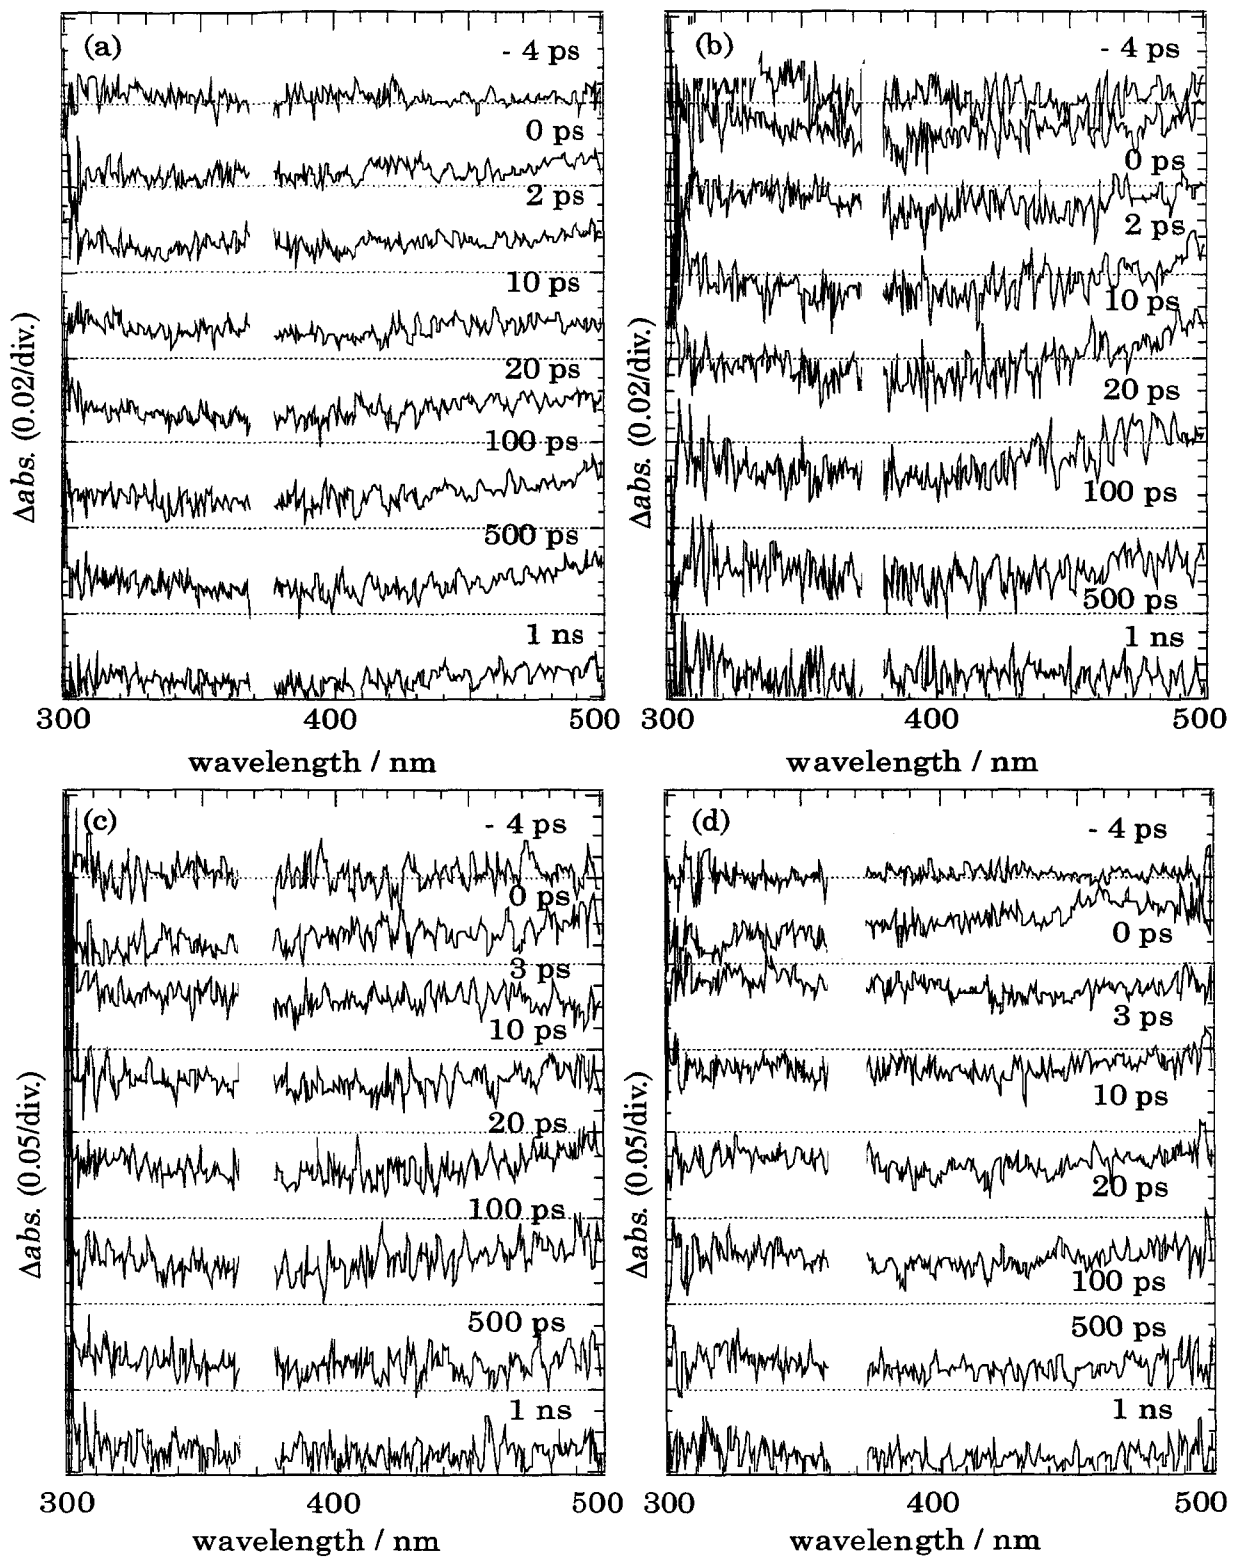 (a)
- 4 ps
0 ps
2 ps
10 ps
20 ps
100 ps
500 ps
1 ns
Δabs. (0.02/div.)
300 400 500
wavelength / nm
(b)
- 4 ps
0 ps
2 ps
10 ps
20 ps
100 ps
500 ps
1 ns
Δabs. (0.02/div.)
300 400 500
wavelength / nm
(c)
- 4 ps
0 ps
3 ps
10 ps
20 ps
100 ps
500 ps
1 ns
Δabs. (0.05/div.)
300 400 500
wavelength / nm
(d)
- 4 ps
0 ps
3 ps
10 ps
20 ps
100 ps
500 ps
1 ns
Δabs. (0.05/div.)
300 400 500
wavelength / nm